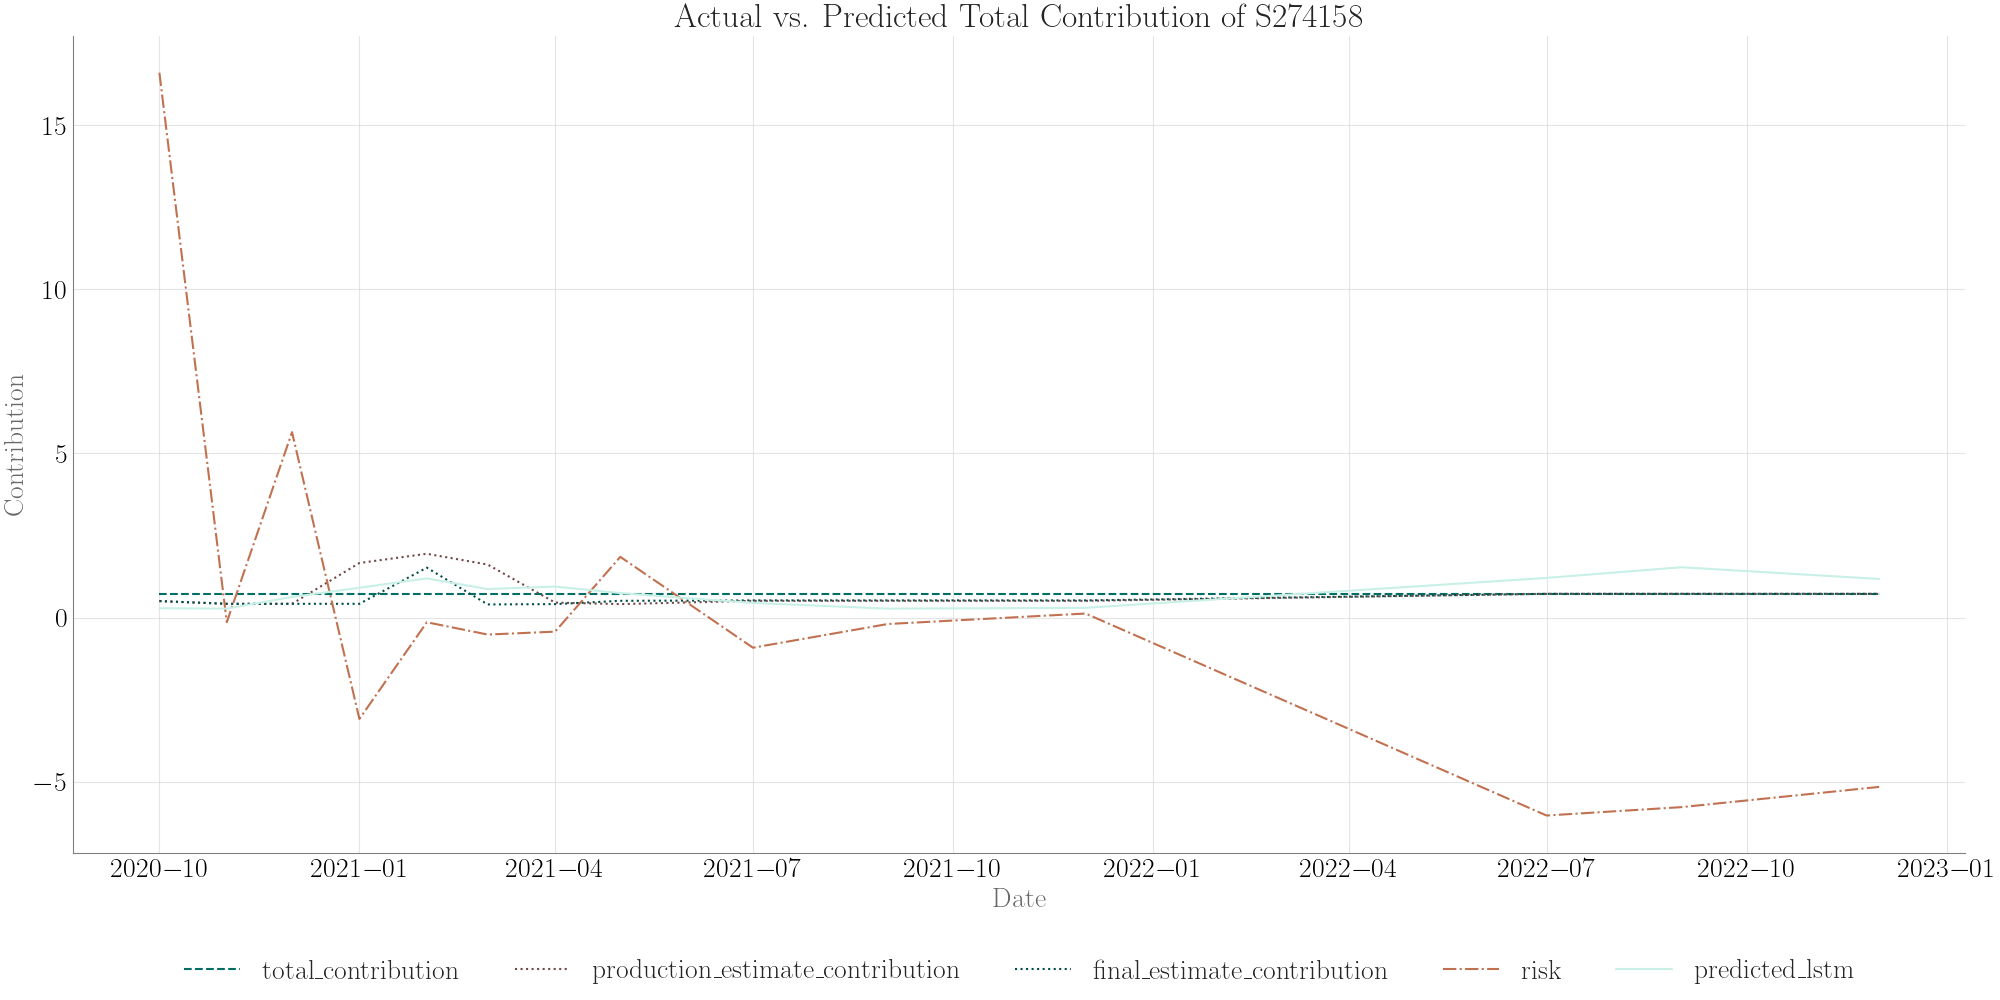 Actual vs. Predicted Total Contribution of S274158
Contribution
15
10
5
0
−5
2020−10 2021−01 2021−04 2021−07 2021−10 2022−01 2022−04 2022−07 2022−10 2023−01
Date
total_contribution production_estimate_contribution final_estimate_contribution risk predicted_lstm